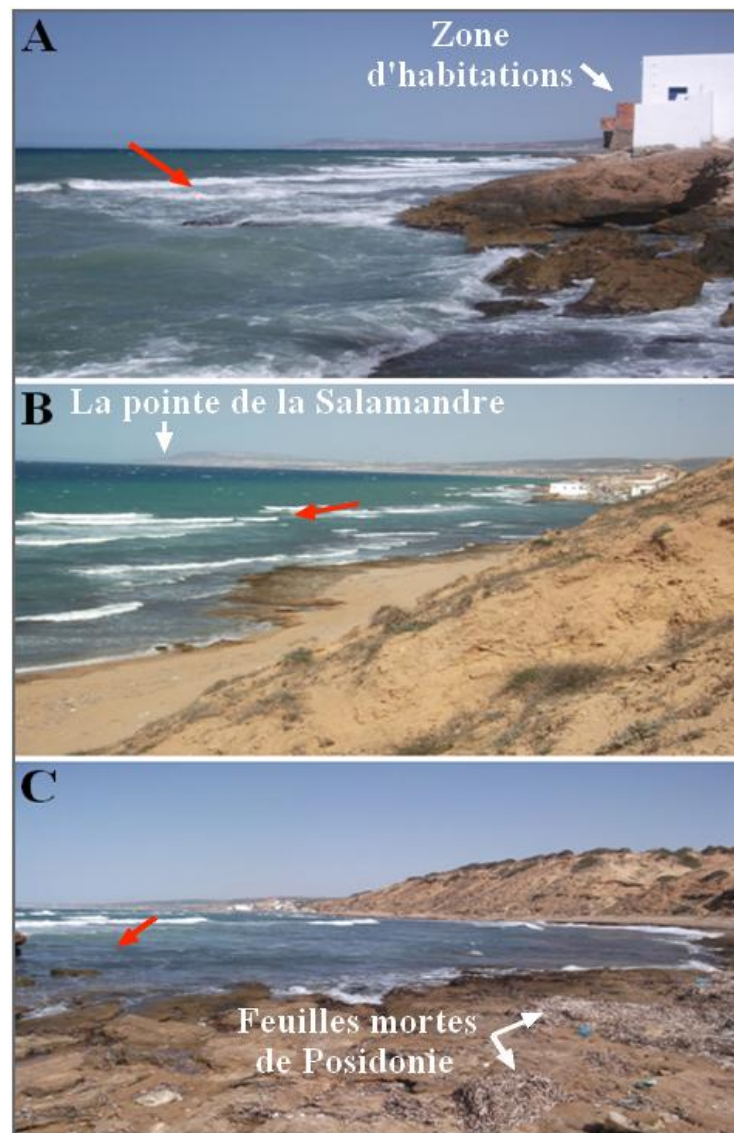 A
Zone
d'habitations
B
La pointe de la Salamandre
C
Feuilles mortes
de Posidonie